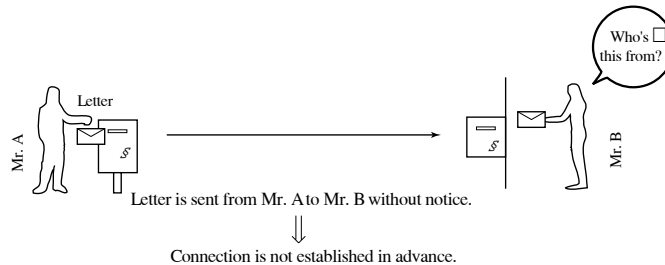 Who's □
this from?
Letter
Mr. A
Mr. B
Letter is sent from Mr. A to Mr. B without notice.
Connection is not established in advance.